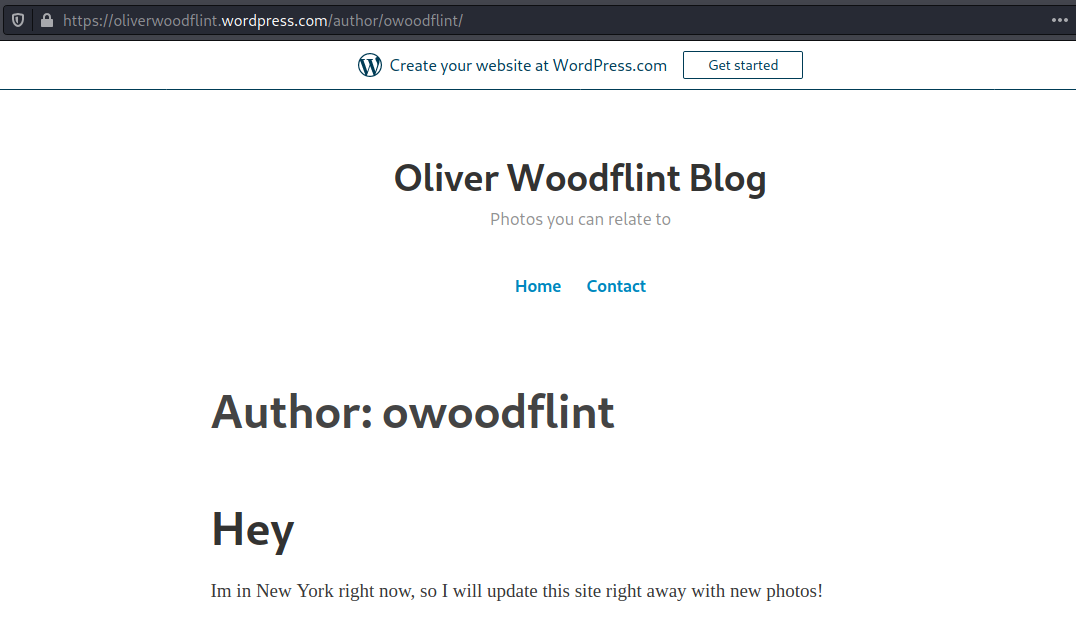 https://oliverwoodflint.wordpress.com/author/owoodflint/
Create your website at WordPress.com Get started
Oliver Woodflint Blog
Photos you can relate to
Home Contact
Author: owoodflint
Hey
Im in New York right now, so I will update this site right away with new photos!